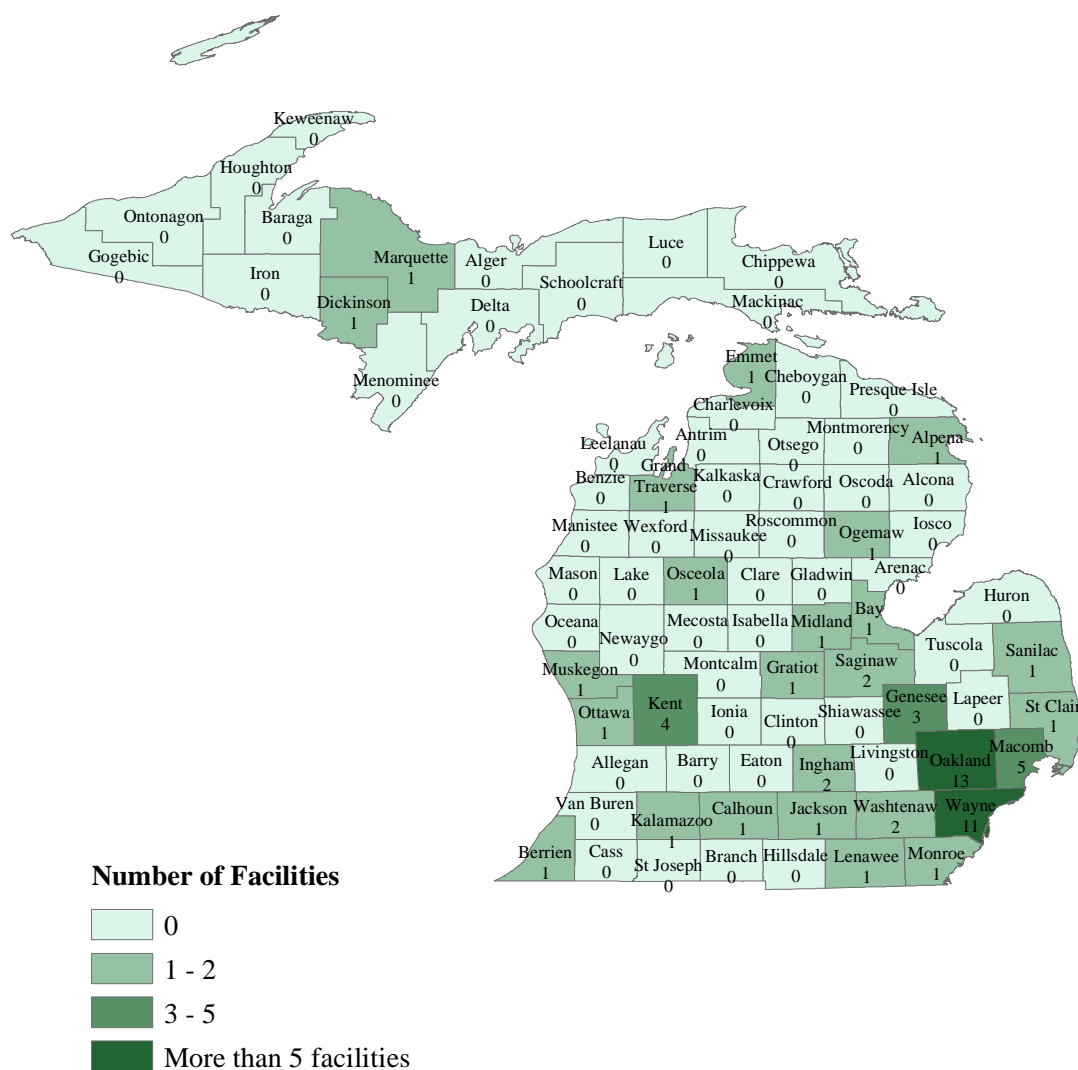 Keweenaw
0
Houghton
0
Ontonagon
0
Baraga
0
Gogebic
0
Iron
0
Marquette
1
Dickinson
1
Alger
0
Luce
0
Chippewa
0
Schoolcraft
0
Delta
0
Mackinac
0
Menominee
0
Emmet
1
Cheboygan
0
Presque Isle
0
Charlevoix
0
Leelanau
0
Antrim
0
Otsego
0
Montmorency
0
Alpena
1
Benzie
0
Grand
Traverse
1
Kalkaska
0
Crawford
0
Oscoda
0
Alcona
0
Manistee
0
Wexford
0
Missaukee
0
Roscommon
0
Ogemaw
1
Iosco
0
Mason
0
Lake
0
Osceola
1
Clare
0
Gladwin
0
Arenac
0
Huron
0
Oceana
0
Newaygo
0
Mecosta
0
Isabella
0
Midland
1
Bay
1
Tuscola
0
Sanilac
1
Muskegon
1
Montcalm
0
Gratiot
1
Saginaw
2
Ottawa
1
Kent
4
Ionia
0
Clinton
0
Shiawassee
0
Genesee
3
Lapeer
0
St Clair
1
Allegan
0
Barry
0
Eaton
0
Ingham
2
Livingston
0
Oakland
13
Macomb
5
Van Buren
0
Kalamazoo
1
Calhoun
1
Jackson
1
Washtenaw
2
Wayne
11
Berrien
1
Cass
0
St Joseph
0
Branch
0
Hillsdale
0
Lenawee
1
Monroe
1
Number of Facilities
0
1 - 2
3 - 5
More than 5 facilities